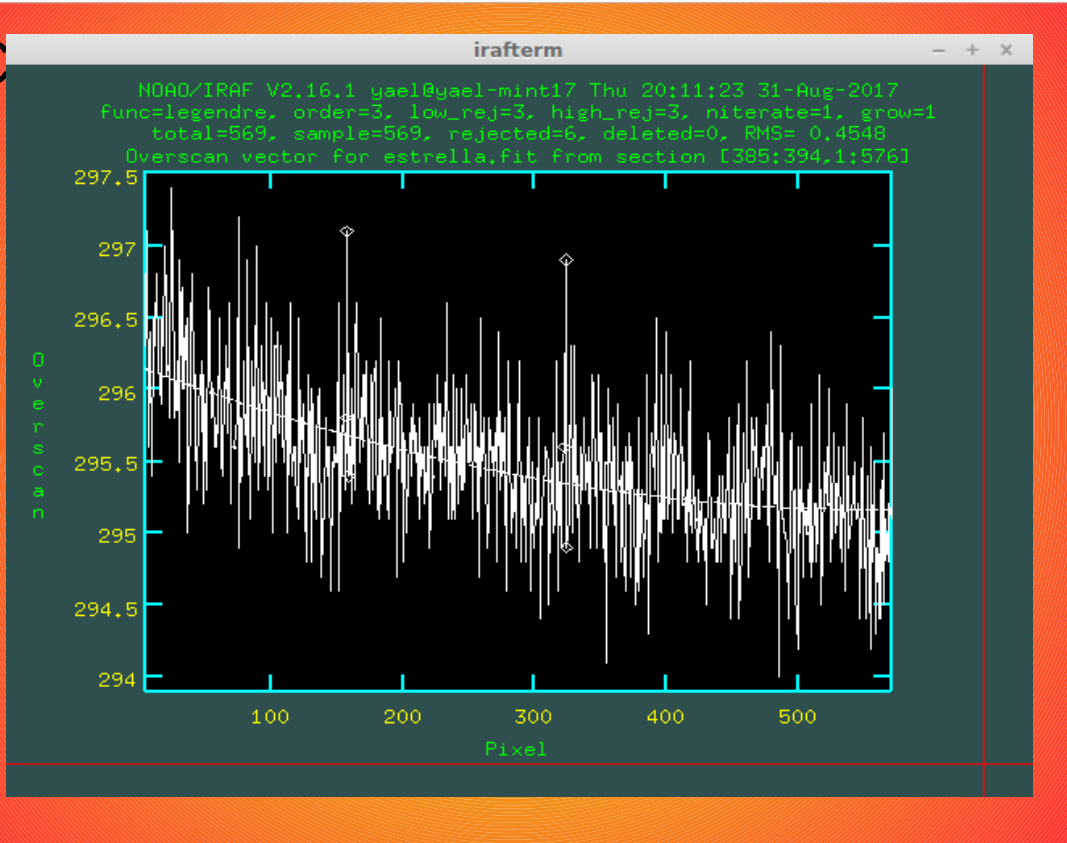 irafterm
NOAO/IRAF V2.16.1 yael@yael-mint17 Thu 20:11:23 31-Aug-2017
func=legendre, order=3, low_rej=3, high_rej=3, niterate=1, grow=1
total=569, sample=569, rejected=6, deleted=0, RMS= 0.4548
Overscan vector for estrella.fit from section [385:394,1:576]
297.5
297
296.5
296
295.5
295
294.5
294
Overscan
100 200 300 400 500
Pixel